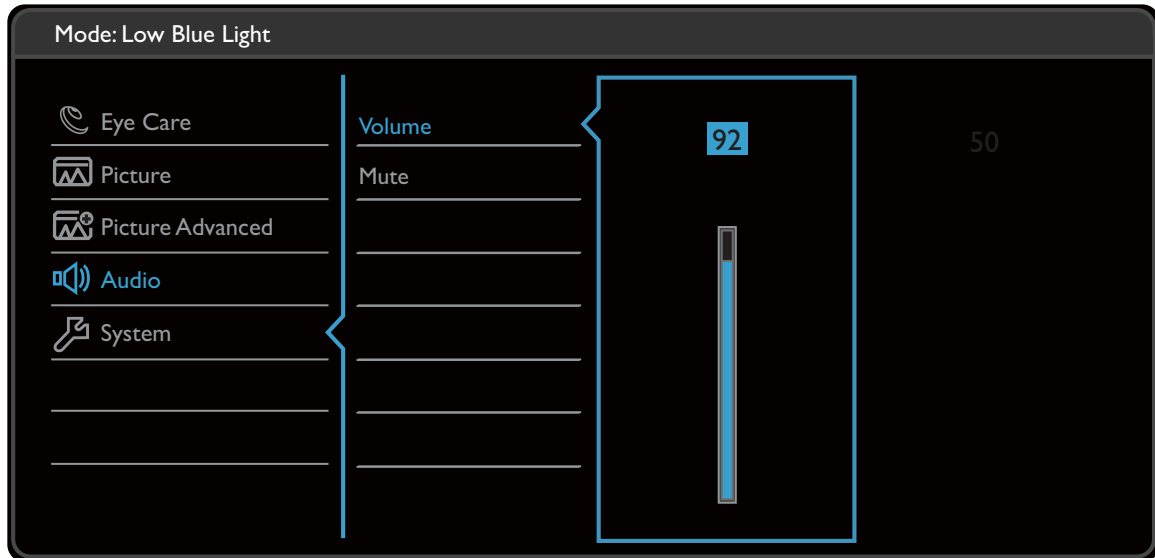 Mode: Low Blue Light
Eye Care
Picture
Picture Advanced
Audio
System
Volume
Mute
92
50